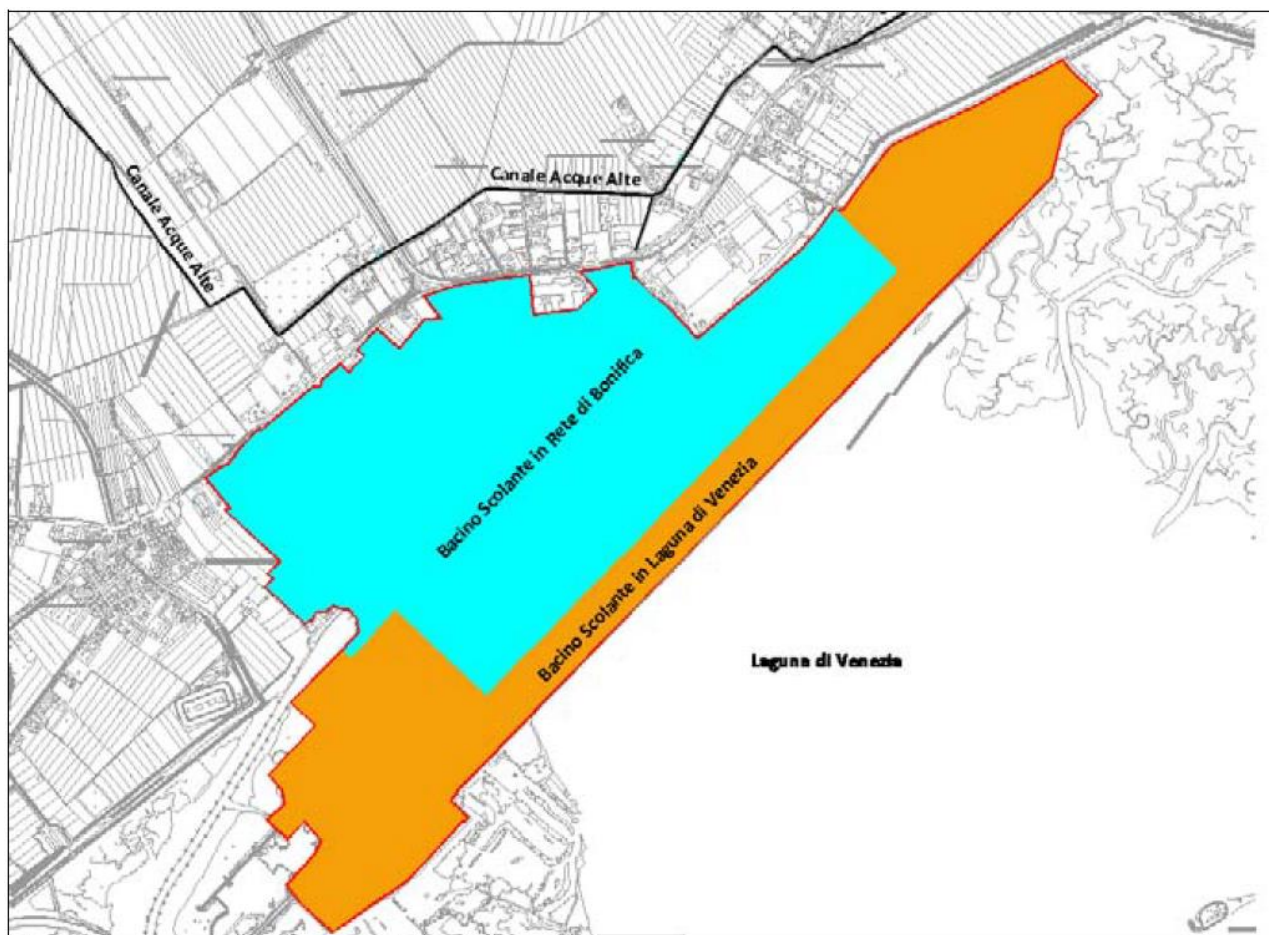 Canale Acque Alte
Canale Acque Alte
Bacino Scolante in Rete di Bonifica
Bacino Scolante in Laguna di Venezia
Laguna di Venezia